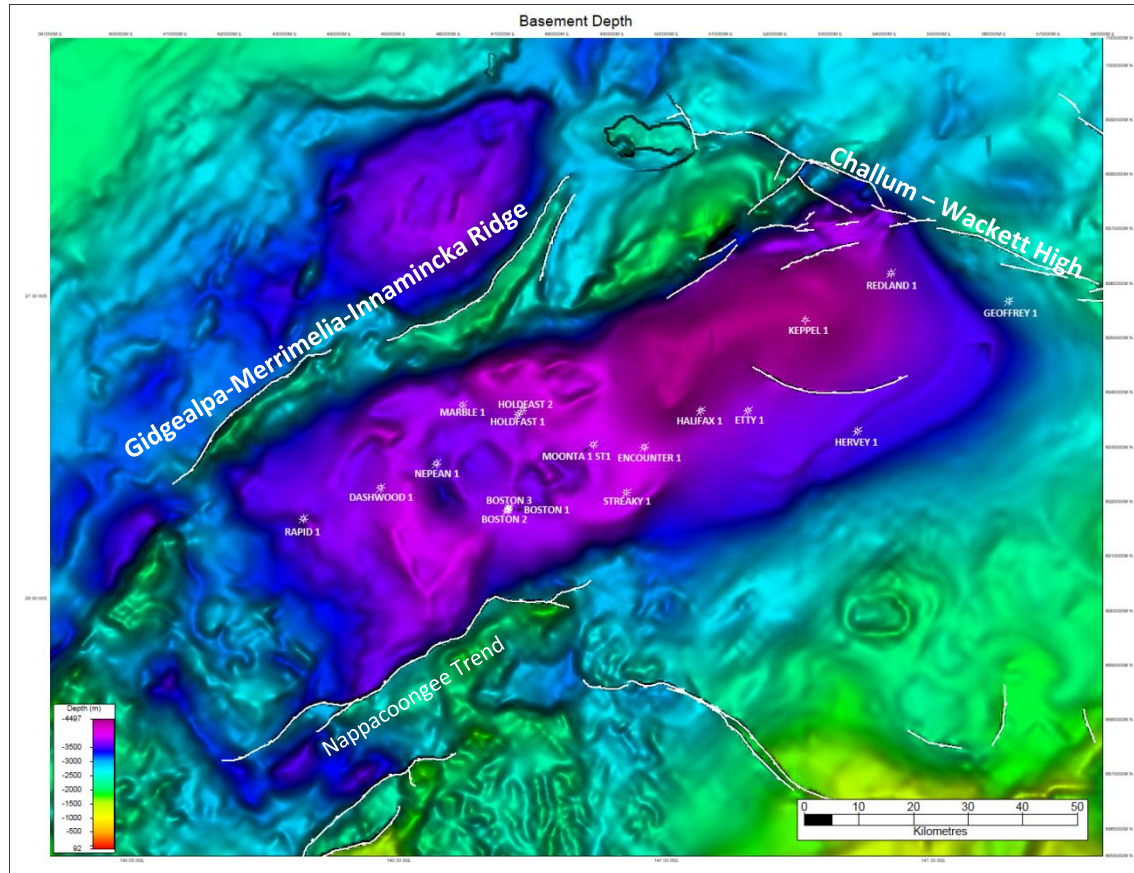 Basement Depth
Challum – Wackett High
Gidgealpa-Merrimelia-Innamincka Ridge
REDLAND 1
GEOFFREY 1
KEPPEL 1
HOLDFAST 2
MARBLE 1
HOLDFAST 1
HALIFAX 1
ETTY 1
HERVEY 1
MOONTA 1 ST1
ENCOUNTER 1
NEPEAN 1
DASHWOOD 1
BOSTON 3
STREAKY 1
BOSTON 1
BOSTON 2
RAPID 1
Nappacoongee Trend
Depth (m)
-4497
-3500
-3000
-2500
-2000
-1500
-1000
-500
92
0 10 20 30 40 50
Kilometres